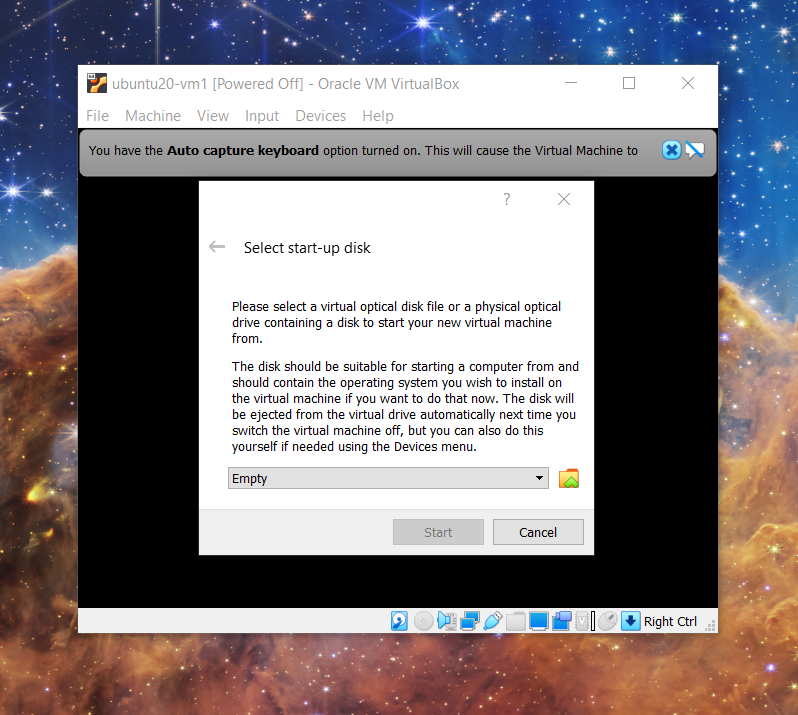 ubuntu20-vm1 [Powered Off] - Oracle VM VirtualBox
File Machine View Input Devices Help
You have the Auto capture keyboard option turned on. This will cause the Virtual Machine to
?
Select start-up disk
Please select a virtual optical disk file or a physical optical
drive containing a disk to start your new virtual machine
from.
The disk should be suitable for starting a computer from and
should contain the operating system you wish to install on
the virtual machine if you want to do that now. The disk will
be ejected from the virtual drive automatically next time you
switch the virtual machine off, but you can also do this
yourself if needed using the Devices menu.
Empty
Start Cancel
Right Ctrl